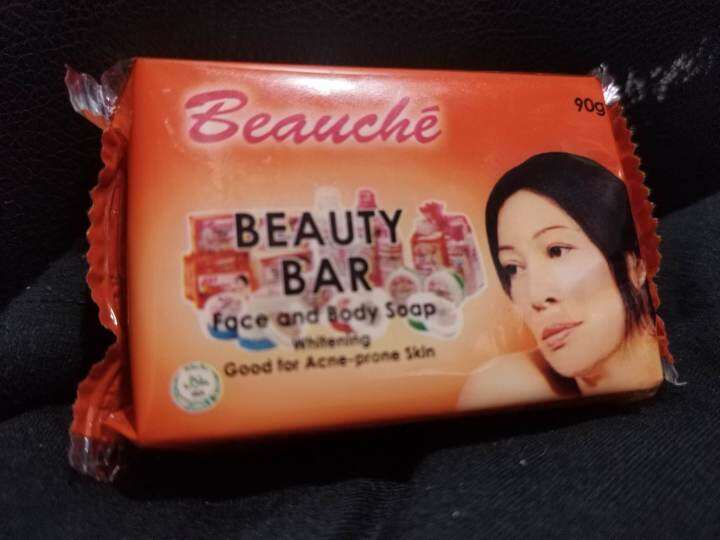 Beauché
90g
BEAUTY
BAR
Face and Body Soap
Whitening
Good for Acne-prone Skin